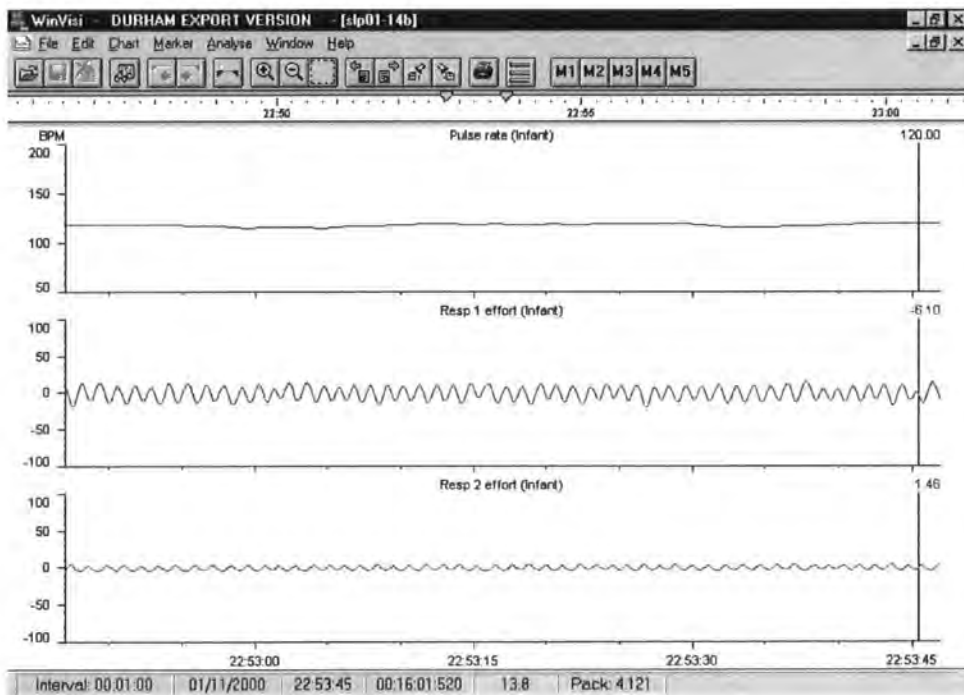 WinVisi - DURHAM EXPORT VERSION - [slp01-14b]
File Edit Chart Marker Analyse Window Help
M1 M2 M3 M4 M5
22:50 22:55 23:00
BPM Pulse rate (Infant) 120.00
200
150
100
50
Resp 1 effort (Infant) -6.10
100
50
0
-50
-100
Resp 2 effort (Infant) 1.46
100
50
0
-50
-100
22:53:00 22:53:15 22:53:30 22:53:45
Interval: 00:01:00 01/11/2000 22:53:45 00:16:01:520 13.8 Pack: 4.121